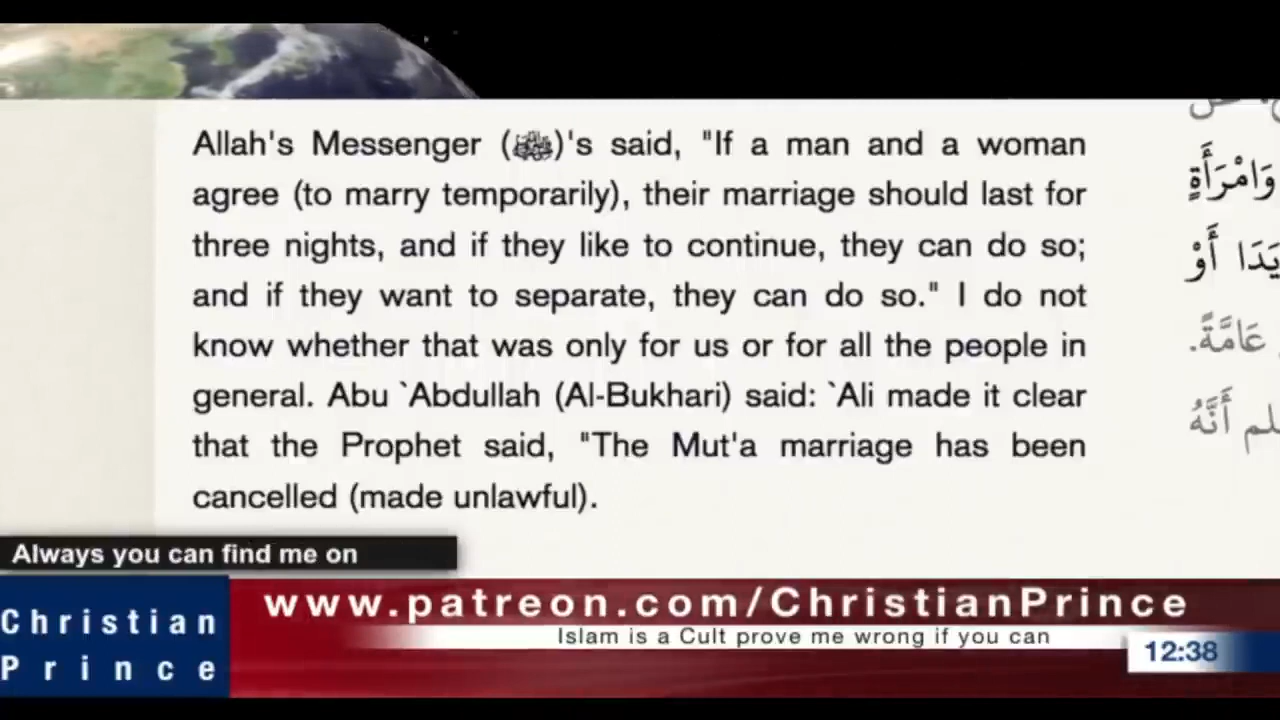 Allah's Messenger (ﷺ)'s said, "If a man and a woman
agree (to marry temporarily), their marriage should last for
three nights, and if they like to continue, they can do so;
and if they want to separate, they can do so." I do not
know whether that was only for us or for all the people in
general. Abu `Abdullah (Al-Bukhari) said: `Ali made it clear
that the Prophet said, "The Mut'a marriage has been
cancelled (made unlawful).
وَامْرَأَةٍ
أَوْ
عَامَّةً.
أَنَّهُ
Always you can find me on
Christian
Prince
www.patreon.com/ChristianPrince
Islam is a Cult prove me wrong if you can
12:38